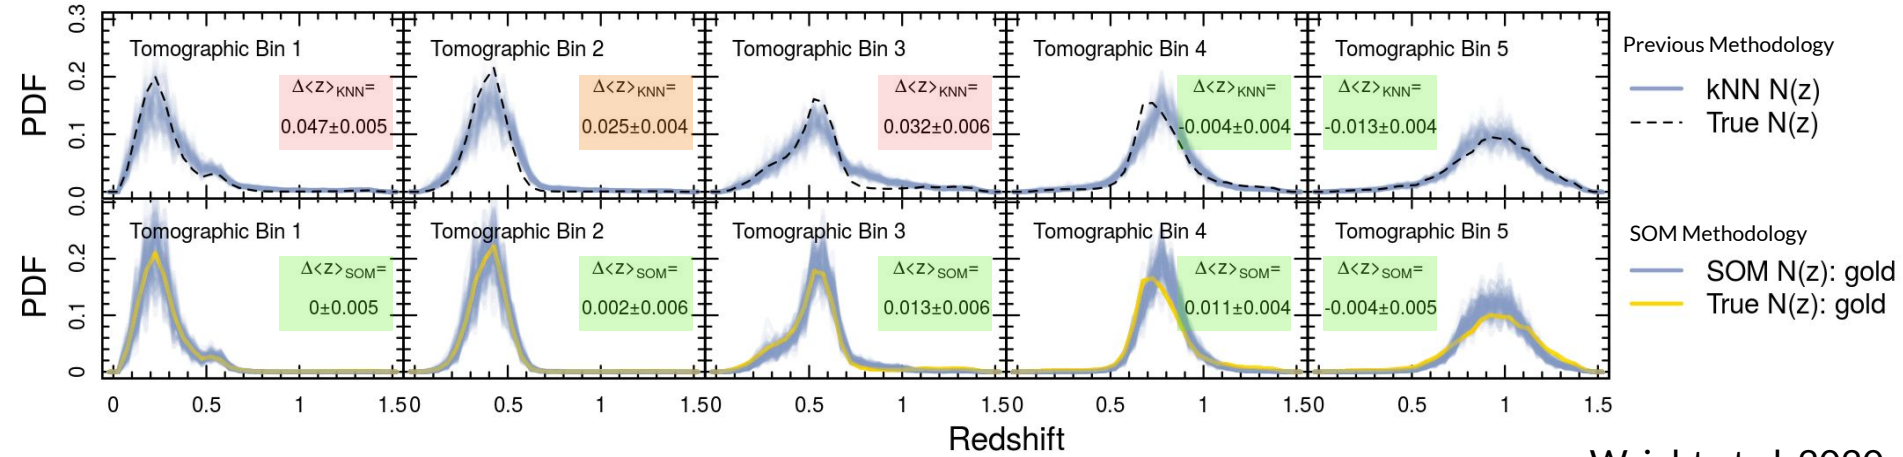 0.3
PDF
0.2
0.1
0.0
Tomographic Bin 1
Δ<z>KNN=
0.047±0.005
Tomographic Bin 2
Δ<z>KNN=
0.025±0.004
Tomographic Bin 3
Δ<z>KNN=
0.032±0.006
Tomographic Bin 4
Δ<z>KNN=
-0.004±0.004
Tomographic Bin 5
Δ<z>KNN=
-0.013±0.004
Previous Methodology
kNN N(z)
True N(z)
PDF
0.2
0.1
0
Tomographic Bin 1
Δ<z>SOM=
0±0.005
Tomographic Bin 2
Δ<z>SOM=
0.002±0.006
Tomographic Bin 3
Δ<z>SOM=
0.013±0.006
Tomographic Bin 4
Δ<z>SOM=
0.011±0.004
Tomographic Bin 5
Δ<z>SOM=
-0.004±0.005
SOM Methodology
SOM N(z): gold
True N(z): gold
0 0.5 1 1.50 0.5 1 1.50 0.5 1 1.50 0.5 1 1.50 0.5 1 1.5
Redshift